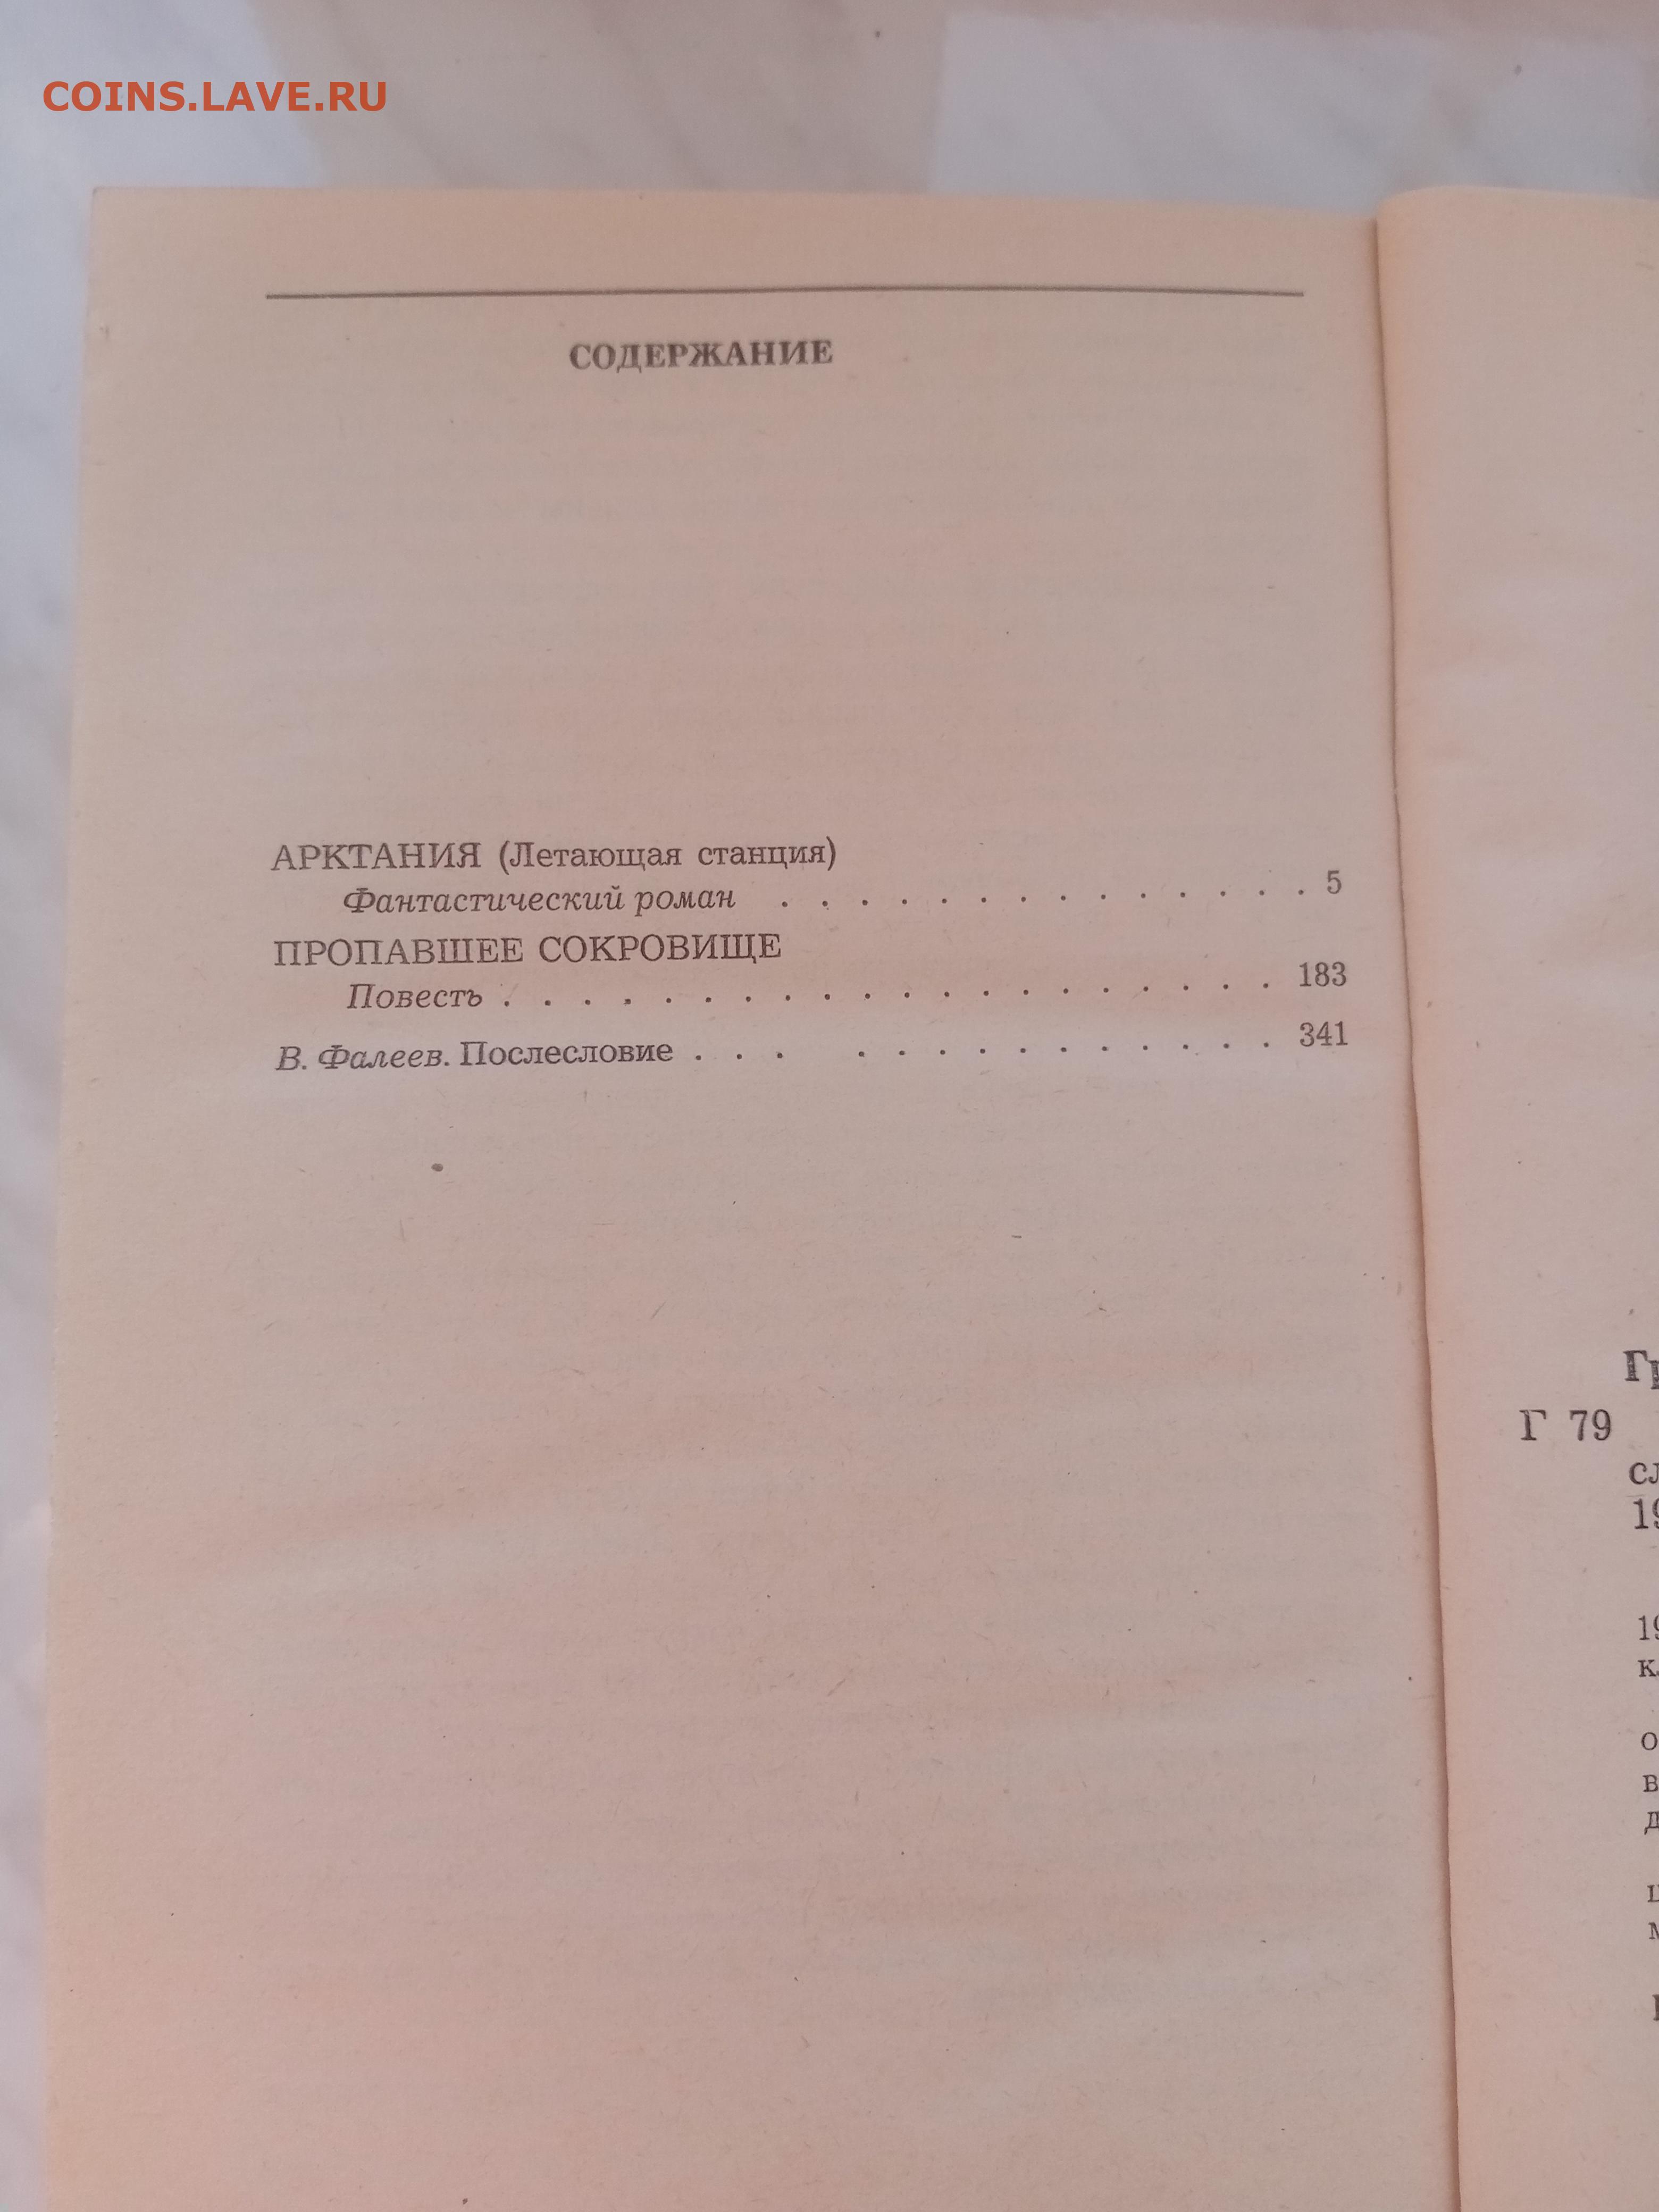 COINS.LAVE.RU
СОДЕРЖАНИЕ
АРКТАНИЯ (Летающая станция)
Фантастический роман . . . . . . . . . . . . . . 5
ПРОПАВШЕЕ СОКРОВИЩЕ
Повесть . . . . . . . . . . . . . . . . . . . . 183
В. Фалеев. Послесловие . . . . . . . . . . . . . . 341
Г 79